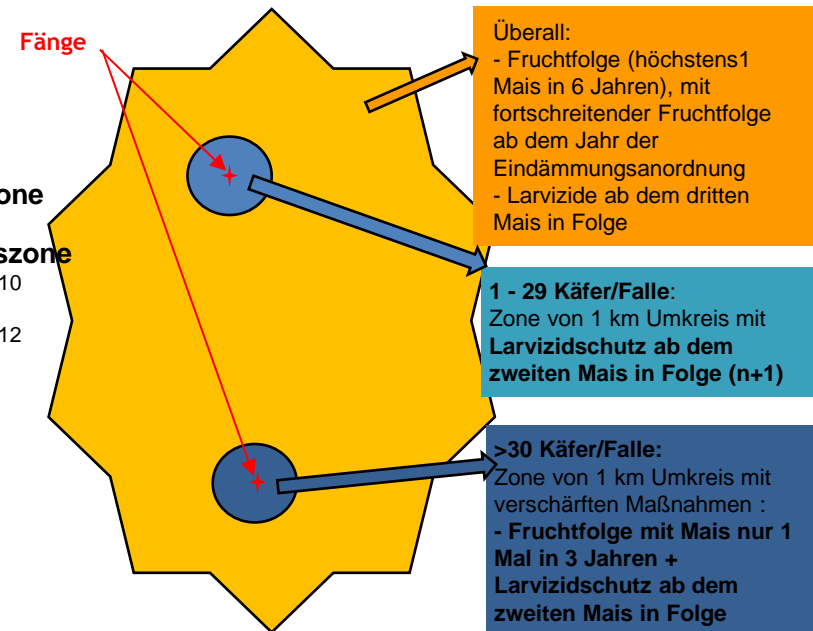 Fänge
one
szone
10
12
Überall:
- Fruchtfolge (höchstens1
Mais in 6 Jahren), mit
fortschreitender Fruchtfolge
ab dem Jahr der
Eindämmungsanordnung
- Larvizide ab dem dritten
Mais in Folge
1 - 29 Käfer/Falle:
Zone von 1 km Umkreis mit
Larvizidschutz ab dem
zweiten Mais in Folge (n+1)
>30 Käfer/Falle:
Zone von 1 km Umkreis mit
verschärften Maßnahmen :
- Fruchtfolge mit Mais nur 1
Mal in 3 Jahren +
Larvizidschutz ab dem
zweiten Mais in Folge